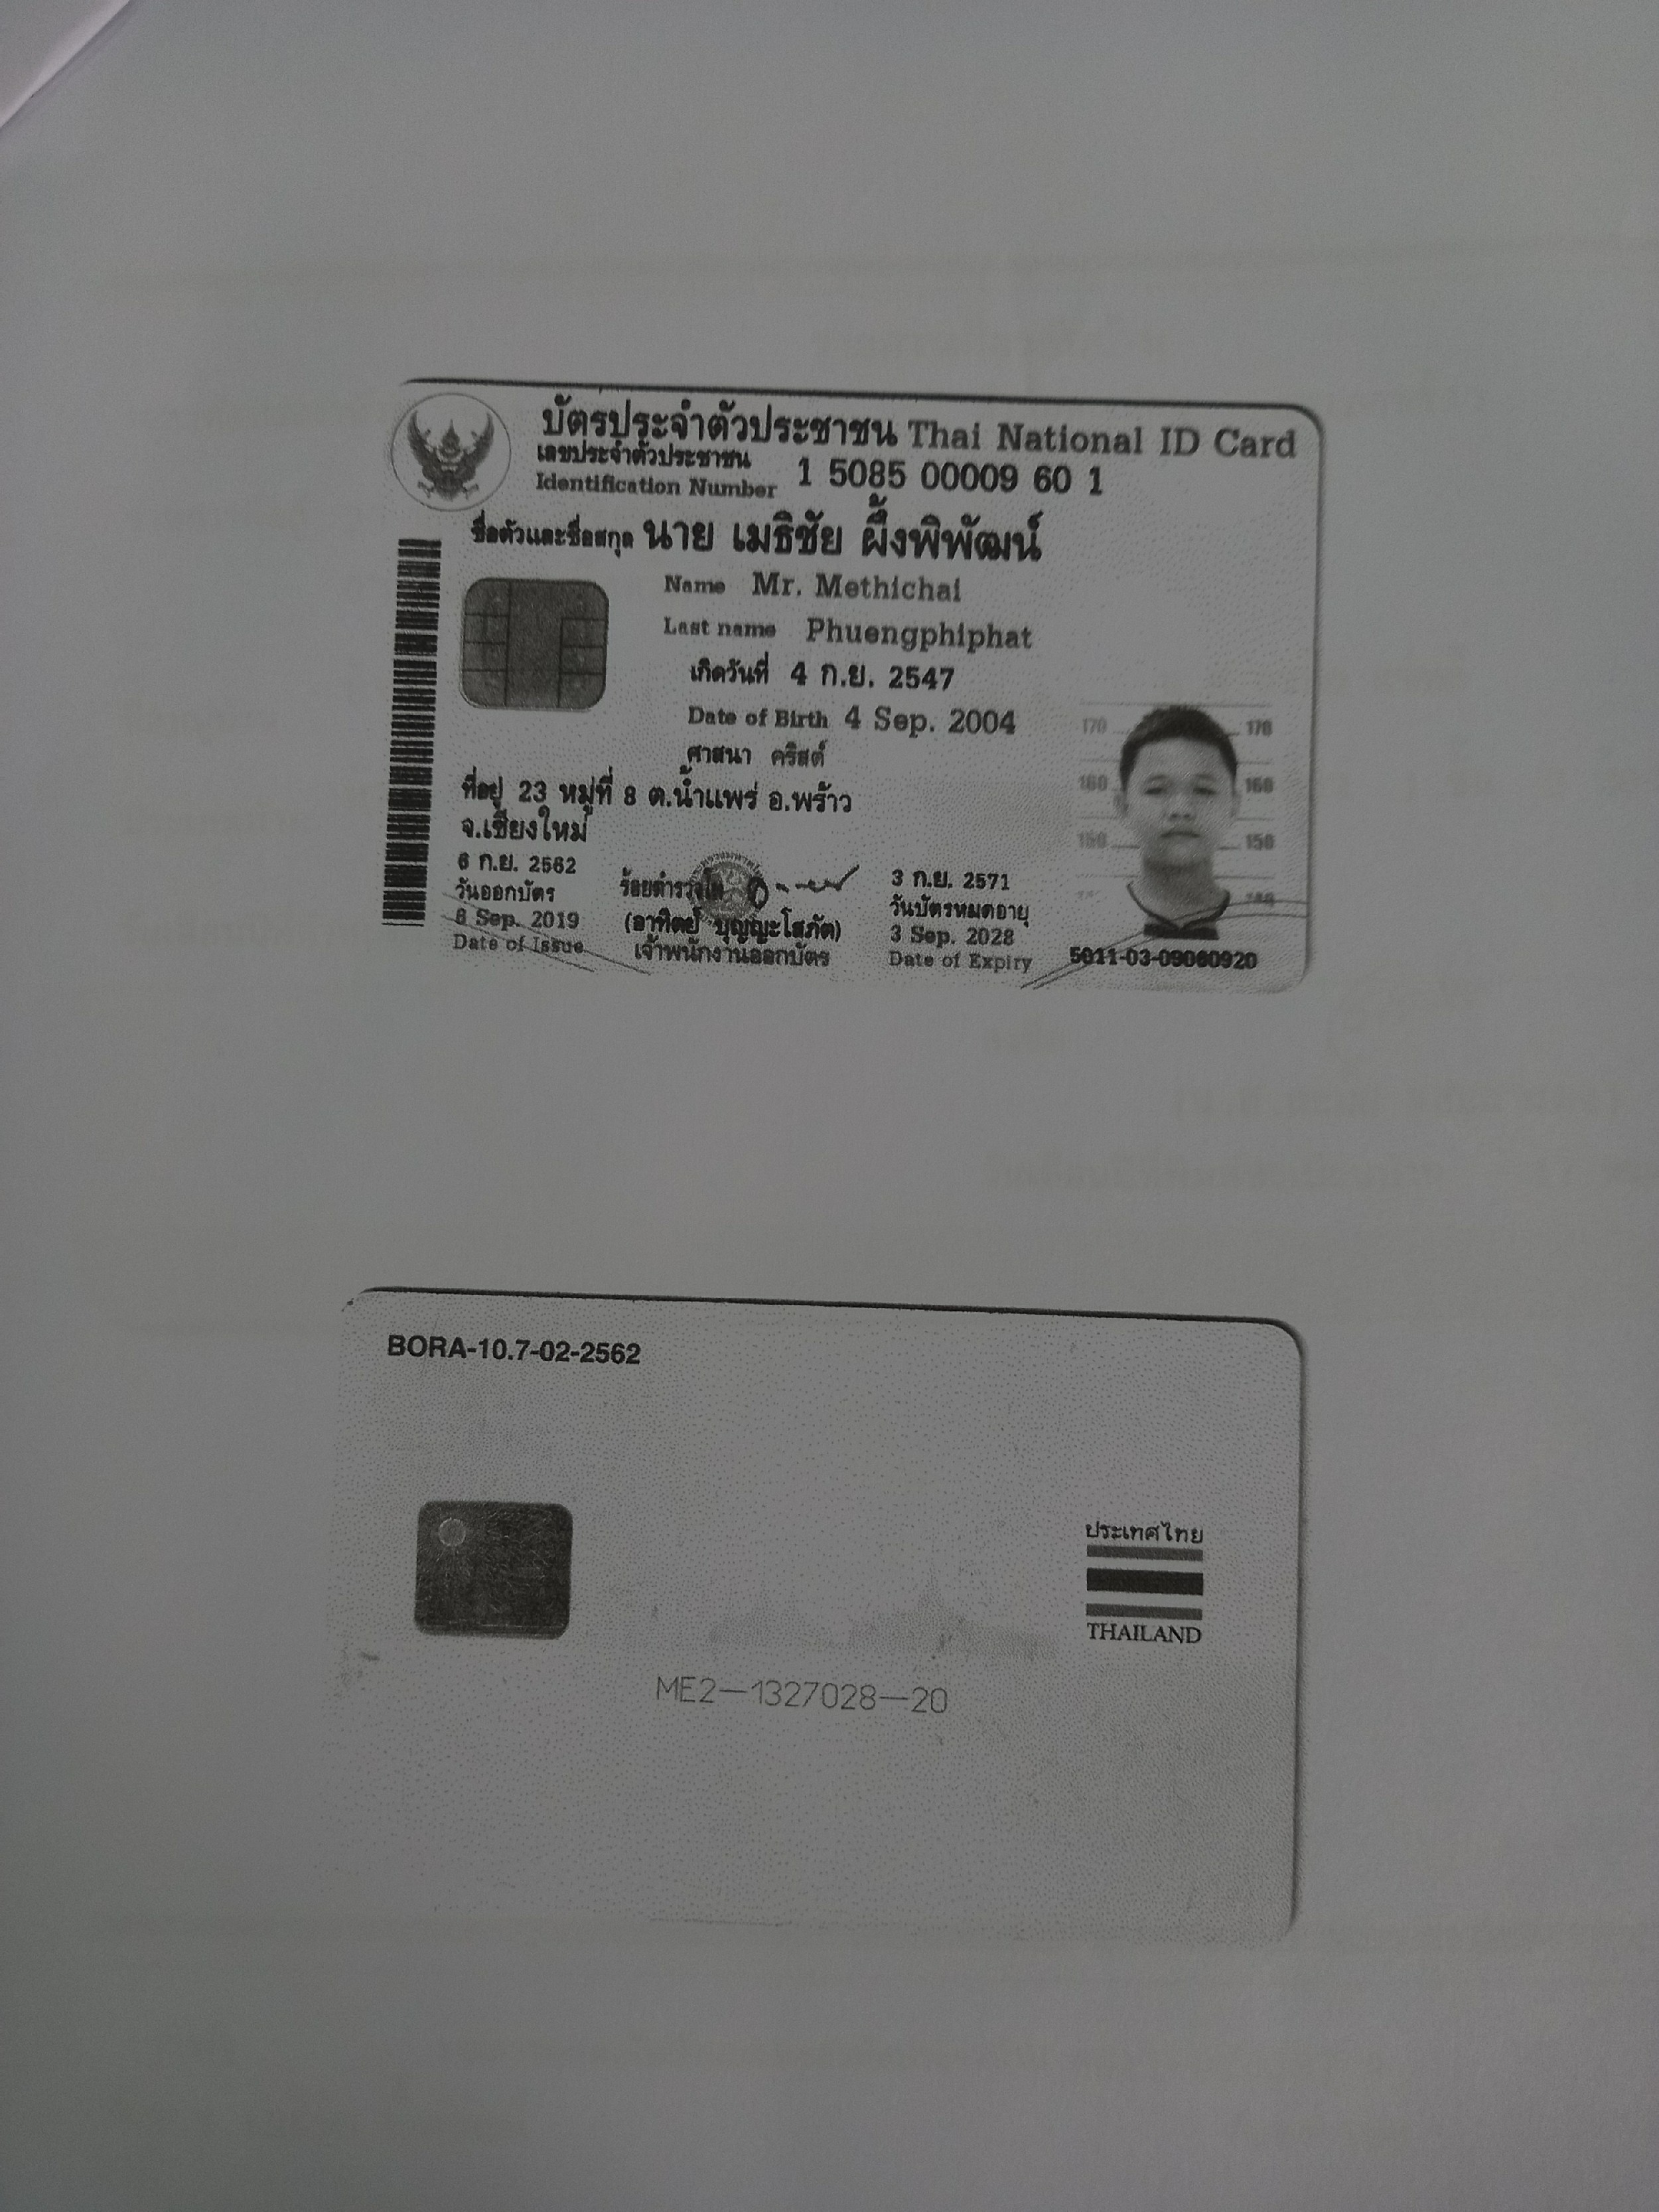 บัตรประจำตัวประชาชน Thai National ID Card
เลขประจำตัวประชาชน
Identification Number 1 5085 00009 60 1
ชื่อตัวและชื่อสกุล นาย เมธิชัย ผึ้งพิพัฒน์
Name Mr. Methichai
Last name Phuengphiphat
เกิดวันที่ 4 ก.ย. 2547
Date of Birth 4 Sep. 2004
ศาสนา คริสต์
ที่อยู่ 23 หมู่ที่ 8 ต.น้ำแพร่ อ.พร้าว
จ.เชียงใหม่
6 ก.ย. 2562
วันออกบัตร
6 Sep. 2019
Date of Issue
ร้อยตำรวจโท
(อาทิตย์ บุญญะโสภัต)
เจ้าพนักงานออกบัตร
3 ก.ย. 2571
วันบัตรหมดอายุ
3 Sep. 2028
Date of Expiry
170 170
160 160
150 150
5011-03-09060920
BORA-10.7-02-2562
ประเทศไทย
THAILAND
ME2-1327028-20